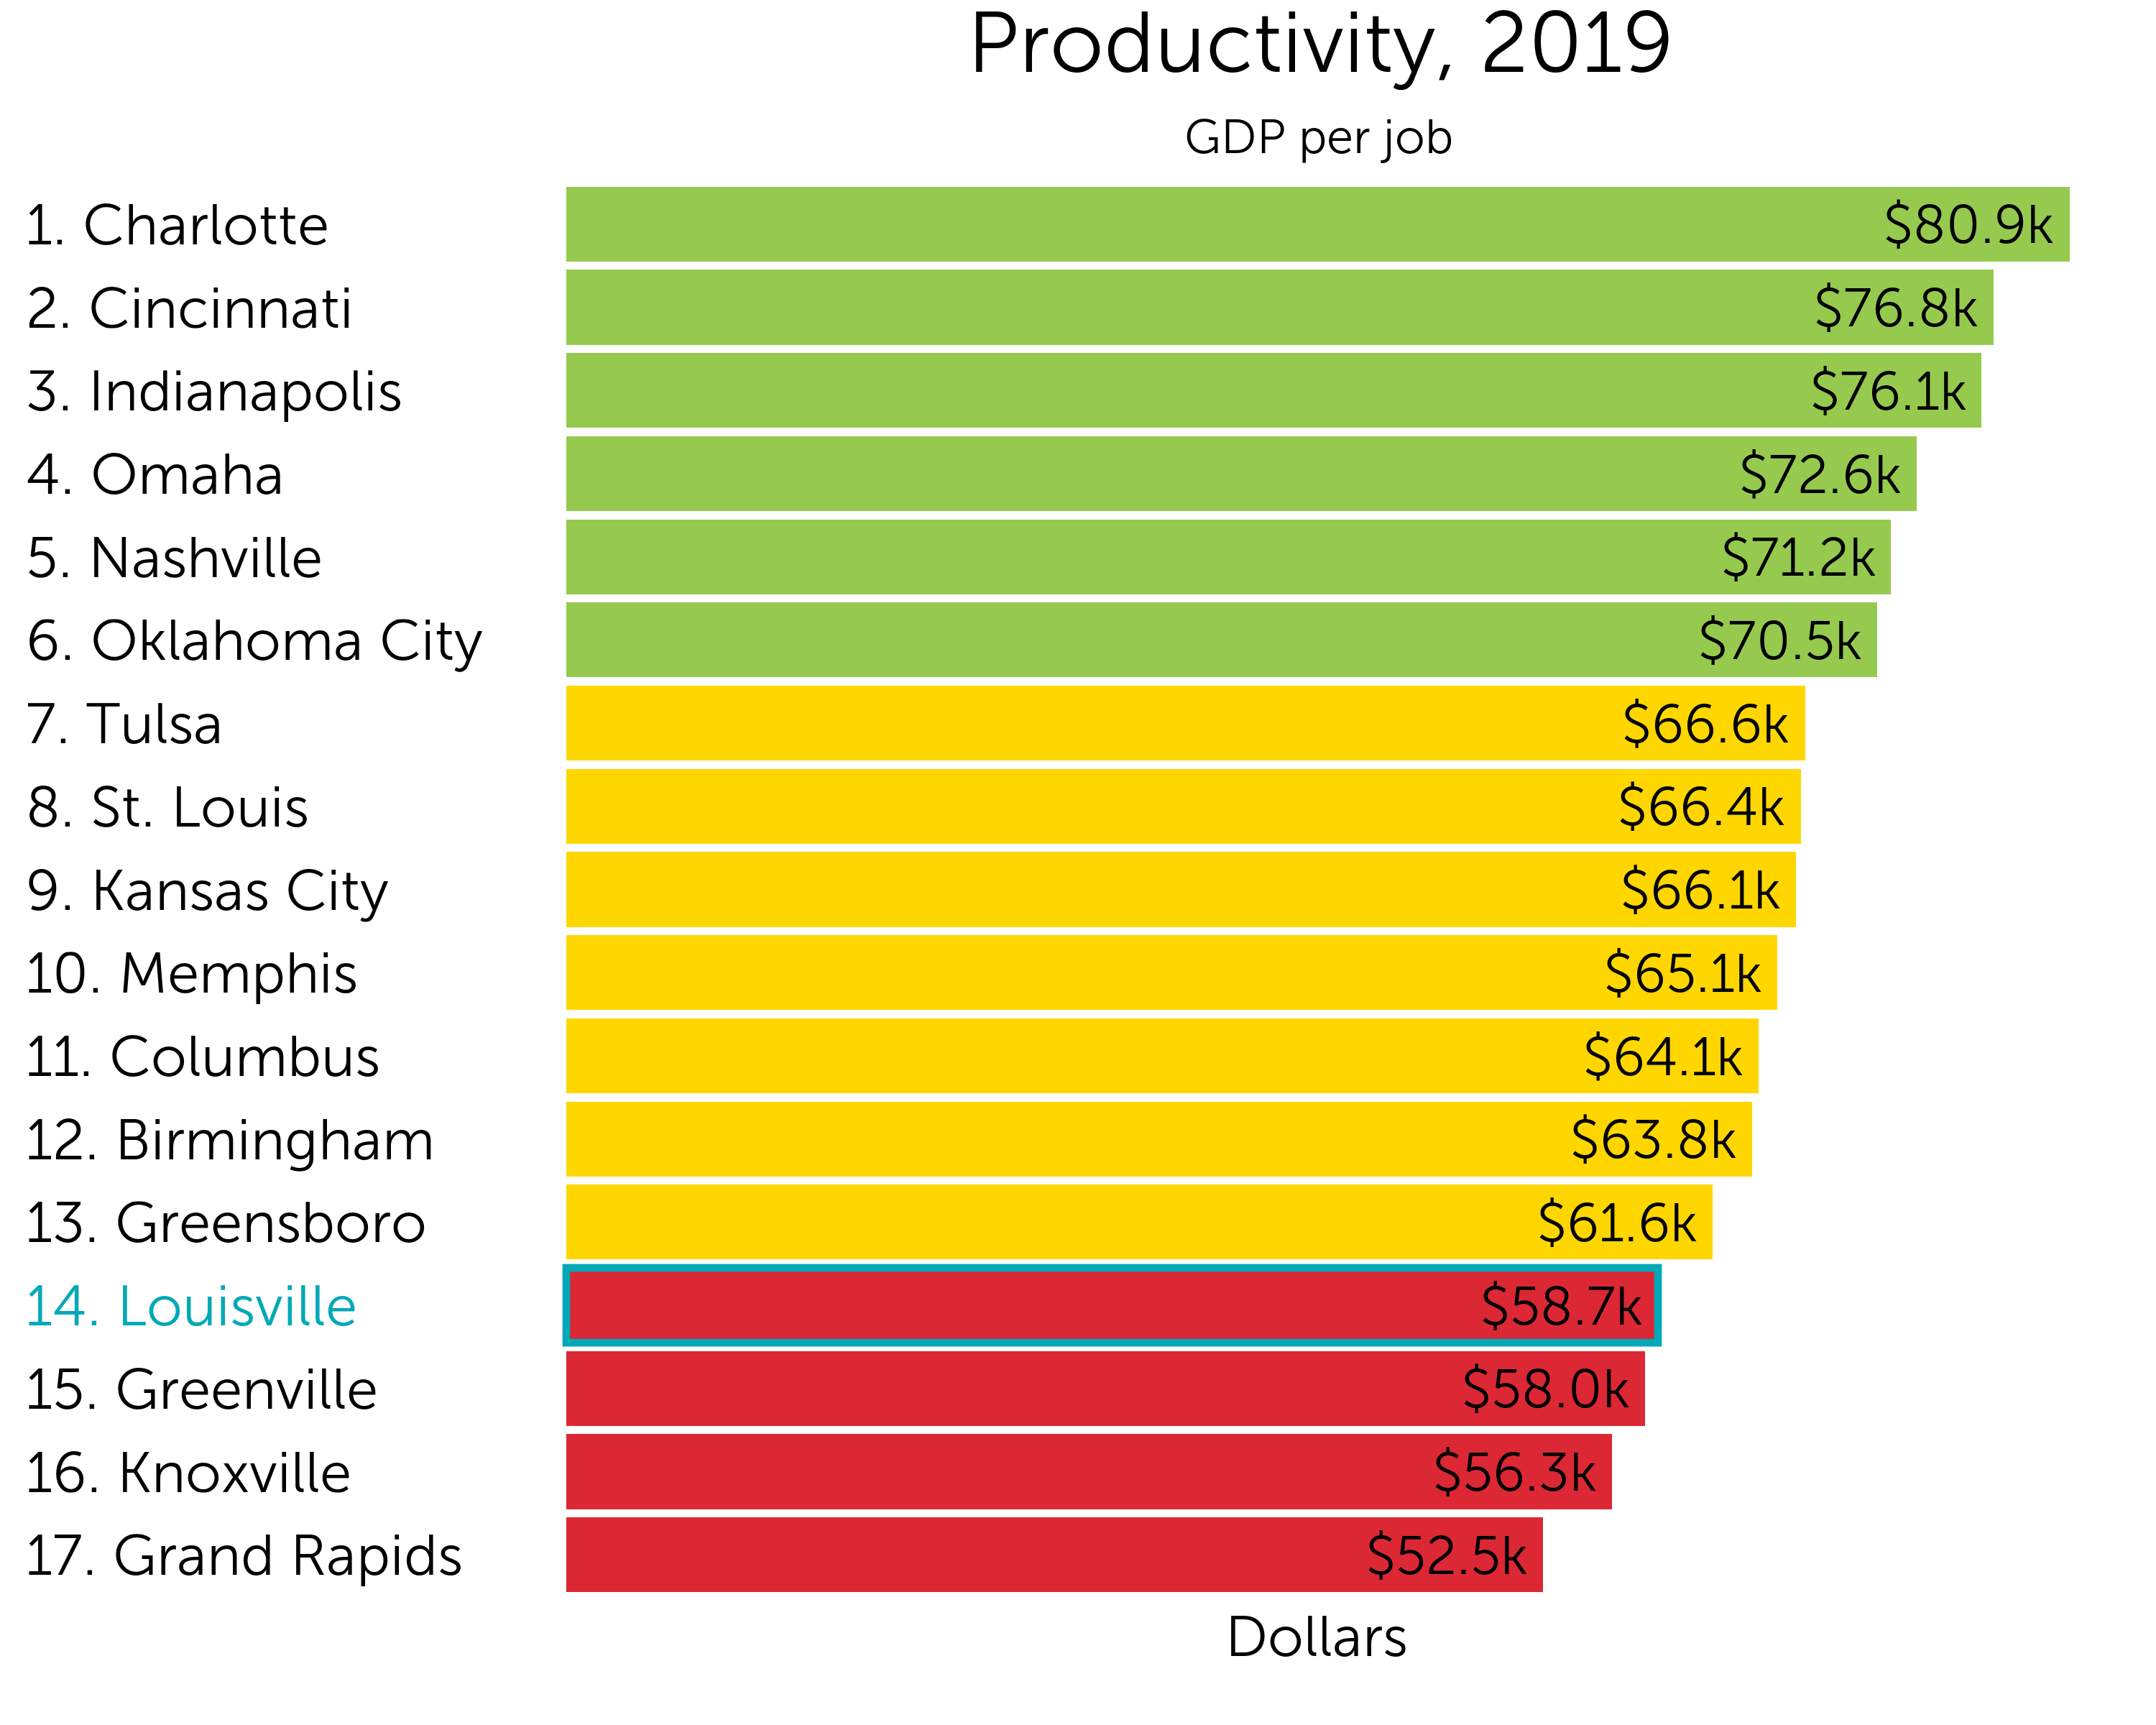 Productivity, 2019
GDP per job
1. Charlotte $80.9k
2. Cincinnati $76.8k
3. Indianapolis $76.1k
4. Omaha $72.6k
5. Nashville $71.2k
6. Oklahoma City $70.5k
7. Tulsa $66.6k
8. St. Louis $66.4k
9. Kansas City $66.1k
10. Memphis $65.1k
11. Columbus $64.1k
12. Birmingham $63.8k
13. Greensboro $61.6k
14. Louisville $58.7k
15. Greenville $58.0k
16. Knoxville $56.3k
17. Grand Rapids $52.5k
Dollars